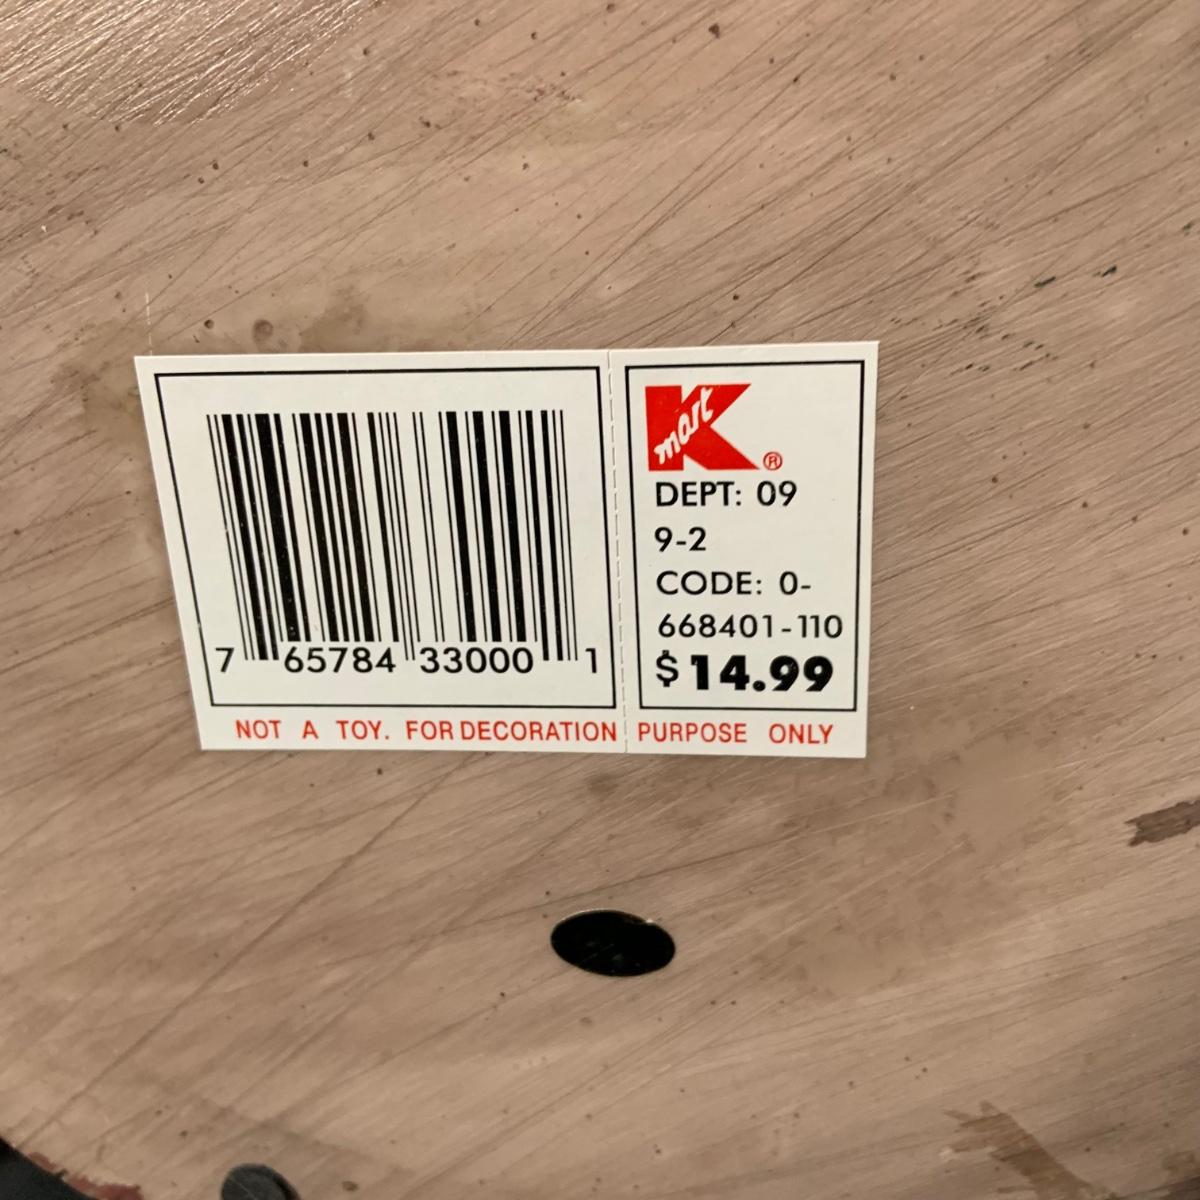 K
mart
®
DEPT: 09
9-2
CODE: 0-
668401-110
$14.99
7 65784 33000 1
NOT A TOY. FOR DECORATION PURPOSE ONLY